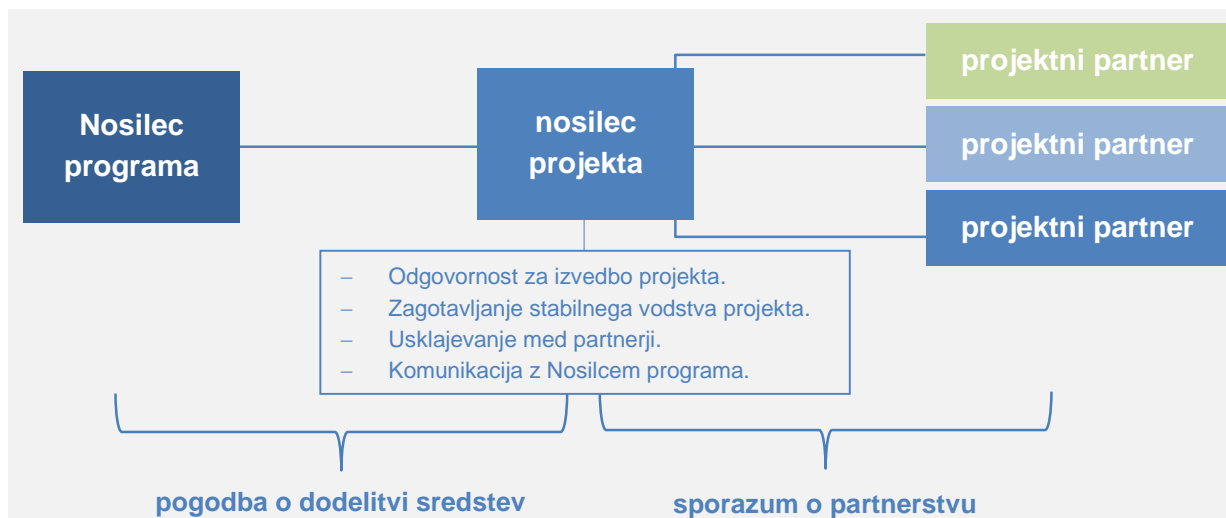 Nosilec
programa
nosilec
projekta
projektni partner
projektni partner
projektni partner
– Odgovornost za izvedbo projekta.
– Zagotavljanje stabilnega vodstva projekta.
– Usklajevanje med partnerji.
– Komunikacija z Nosilcem programa.
pogodba o dodelitvi sredstev
sporazum o partnerstvu